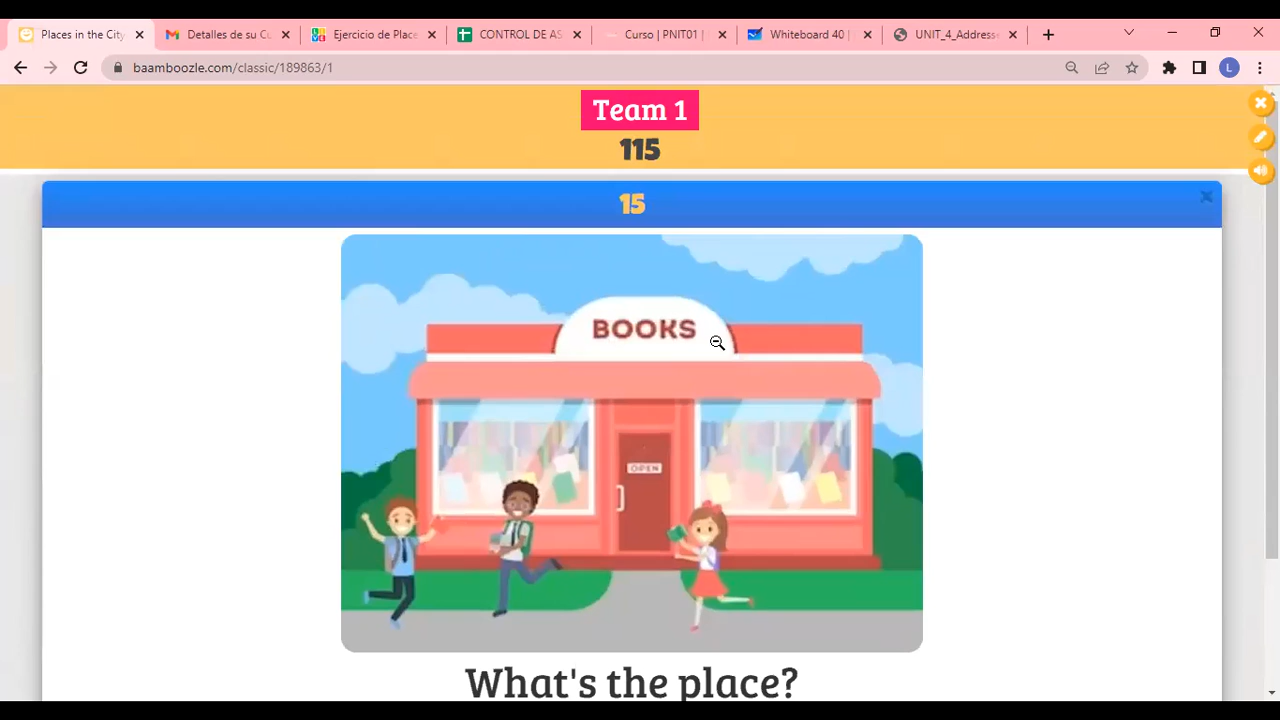 Places in the City
Detalles de su Cu
Ejercicio de Place
CONTROL DE AS
Curso | PNIT01 |
Whiteboard 40 |
UNIT_4_Addresse
baamboozle.com/classic/189863/1
L
Team 1
115
15
BOOKS
OPEN
What's the place?